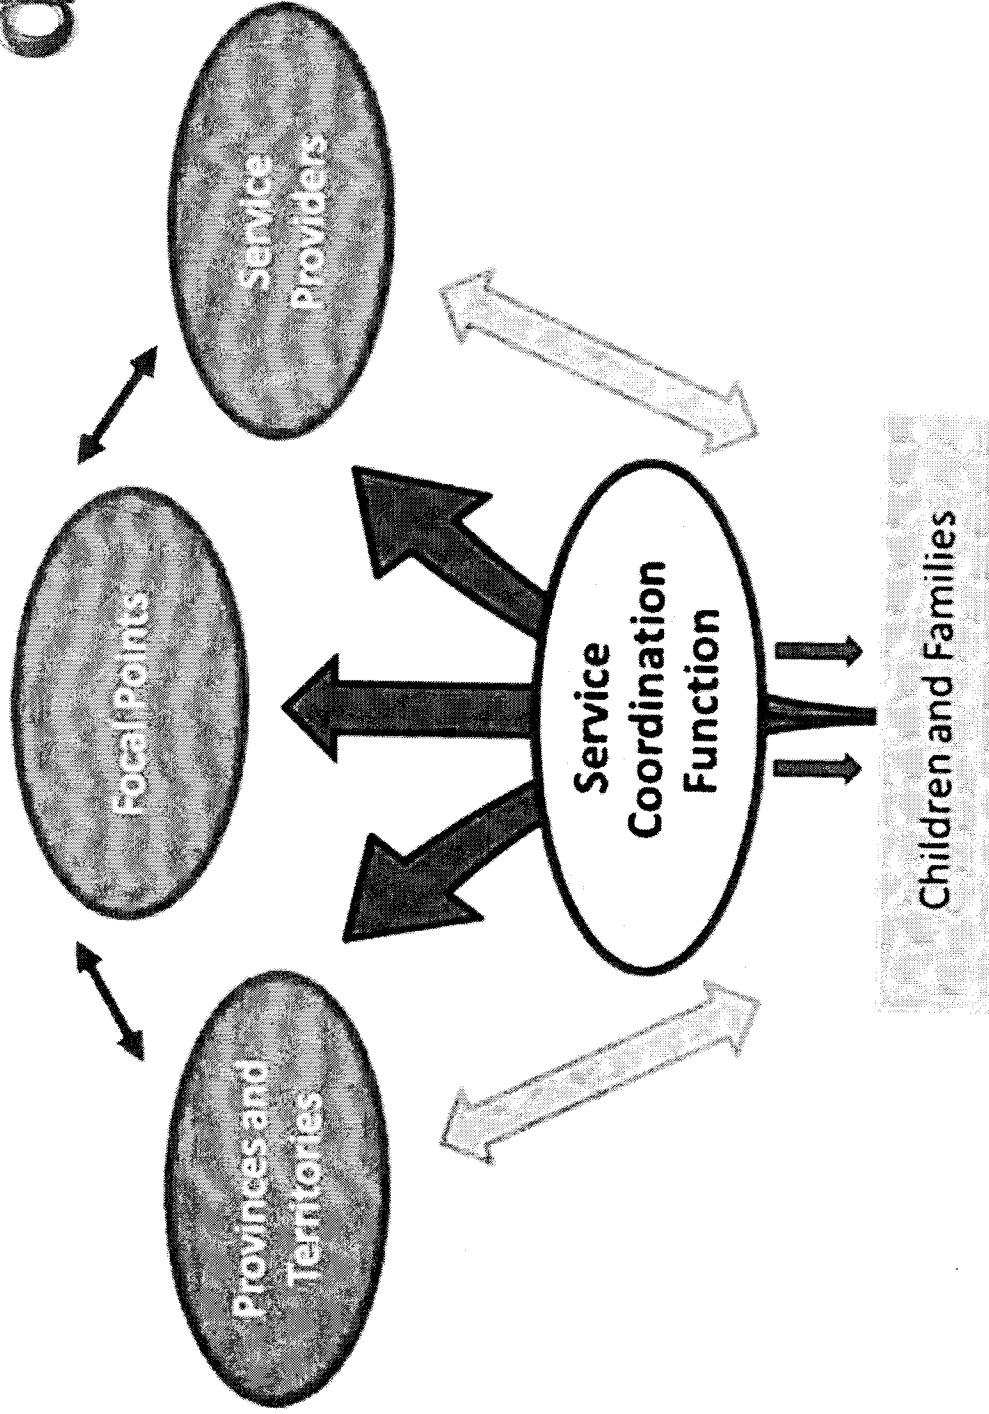 Provinces and
Territories
Focal Points
Service
Providers
Service
Coordination
Function
Children and Families